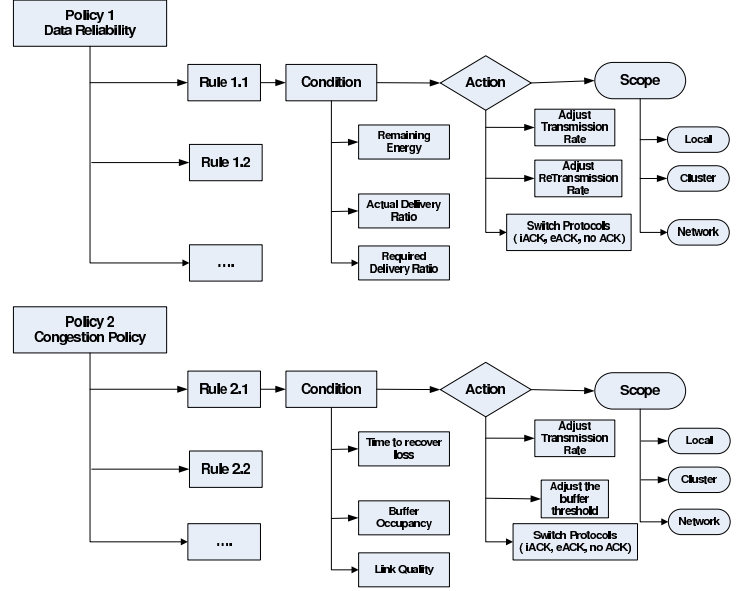 Policy 1
Data Reliability
Rule 1.1
Condition
Action
Scope
Remaining
Energy
Adjust
Transmission
Rate
Local
Rule 1.2
Adjust
ReTransmission
Rate
Cluster
Actual Delivery
Ratio
Switch Protocols
( iACK, eACK, no ACK)
Network
....
Required
Delivery Ratio
Policy 2
Congestion Policy
Rule 2.1
Condition
Action
Scope
Time to recover
loss
Adjust
Transmission
Rate
Local
Rule 2.2
Adjust the
buffer
threshold
Cluster
Buffer
Occupancy
Network
....
Switch Protocols
( iACK, eACK, no ACK)
Link Quality